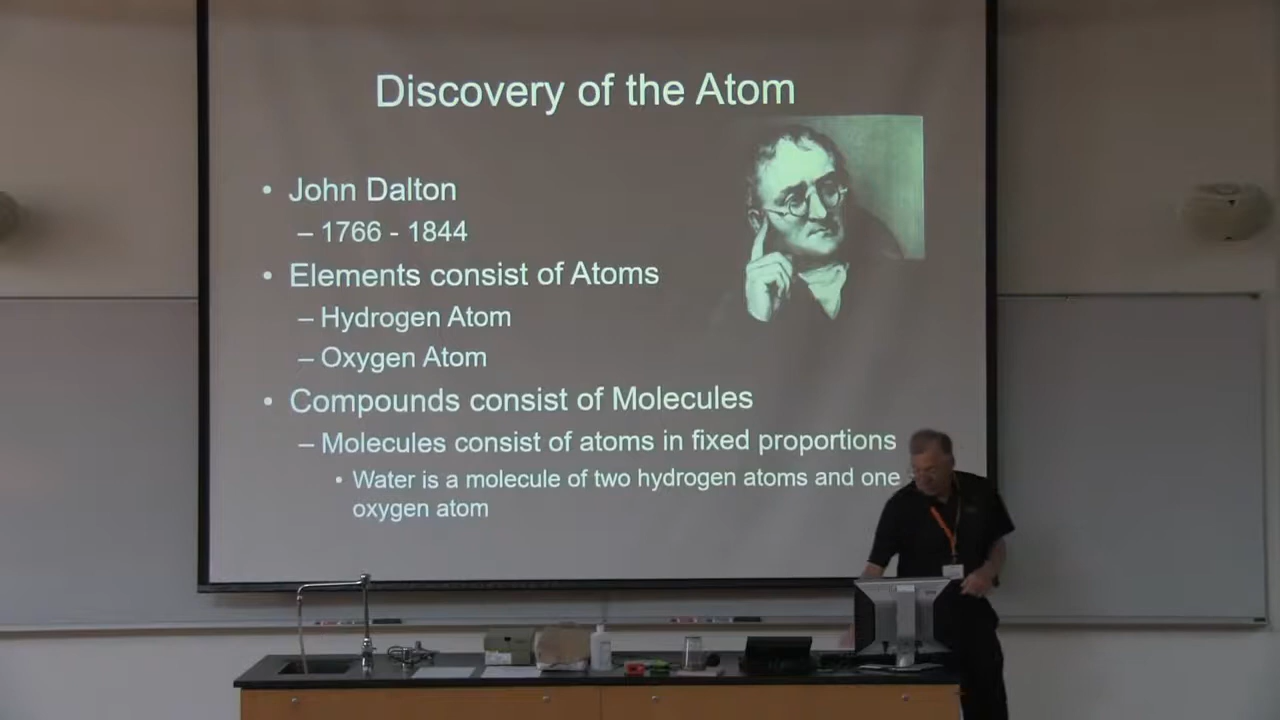 Discovery of the Atom
• John Dalton
– 1766 - 1844
• Elements consist of Atoms
– Hydrogen Atom
– Oxygen Atom
• Compounds consist of Molecules
– Molecules consist of atoms in fixed proportions
• Water is a molecule of two hydrogen atoms and one
oxygen atom